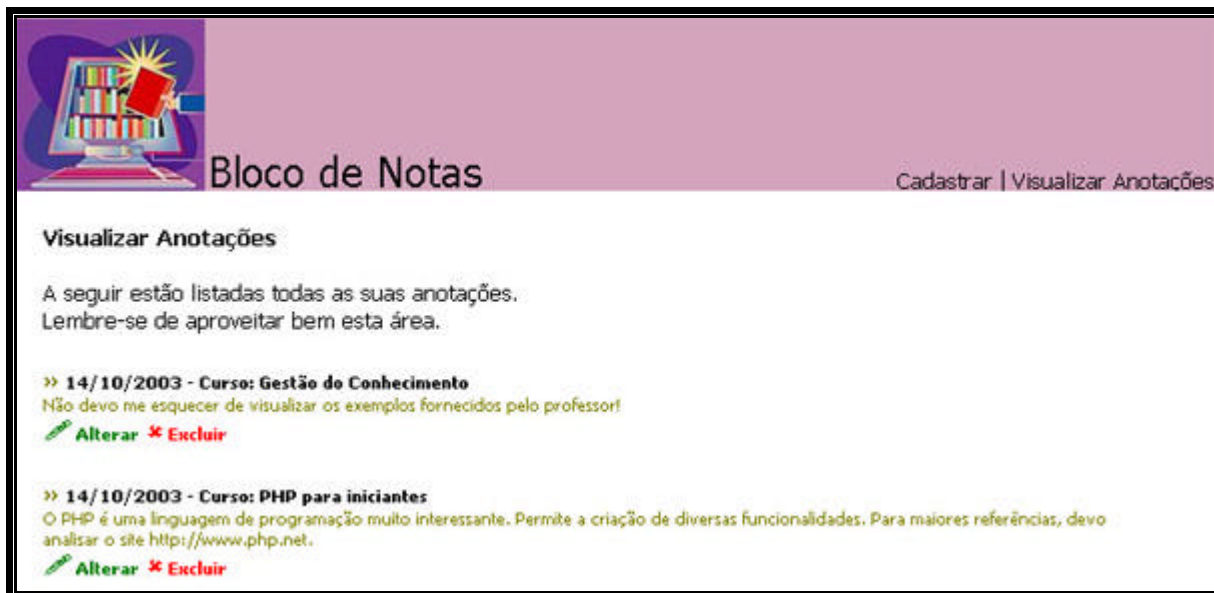 Bloco de Notas
Cadastrar | Visualizar Anotações
Visualizar Anotações
A seguir estão listadas todas as suas anotações.
Lembre-se de aproveitar bem esta área.
» 14/10/2003 - Curso: Gestão do Conhecimento
Não devo me esquecer de visualizar os exemplos fornecidos pelo professor!
Alterar Excluir
» 14/10/2003 - Curso: PHP para iniciantes
O PHP é uma linguagem de programação muito interessante. Permite a criação de diversas funcionalidades. Para maiores referências, devo
analisar o site http://www.php.net.
Alterar Excluir